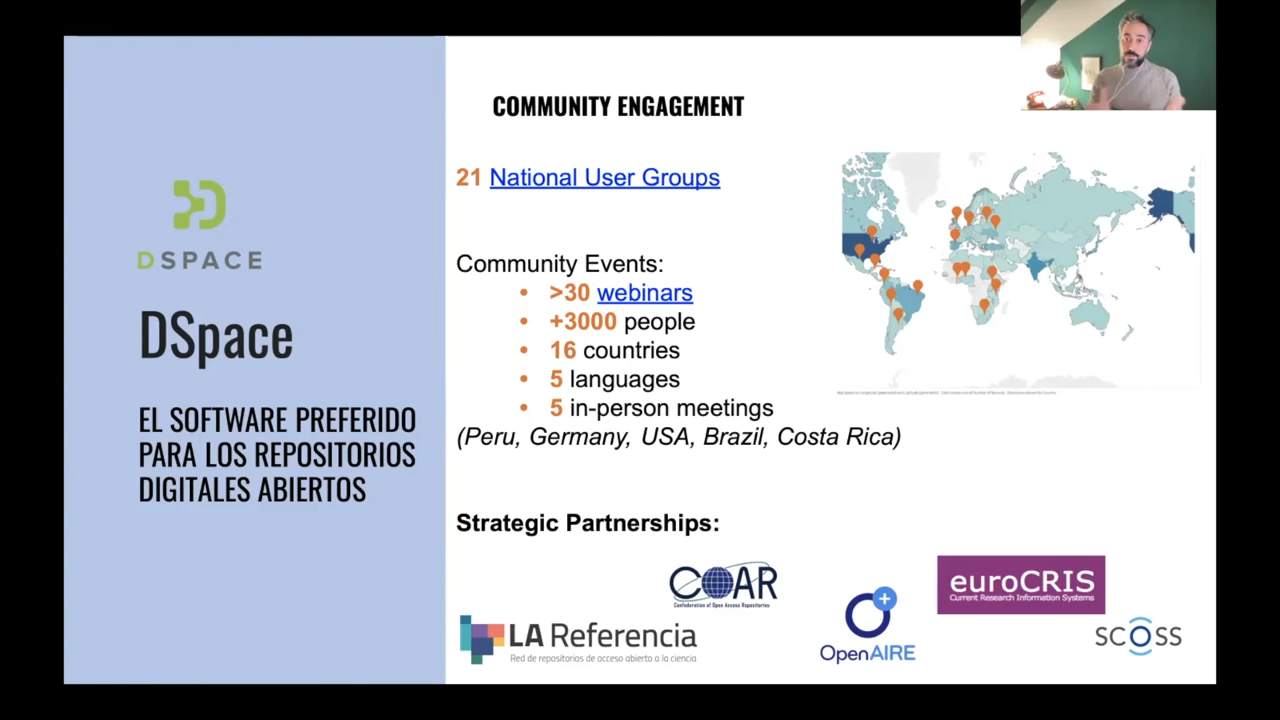 DSPACE
DSpace
EL SOFTWARE PREFERIDO
PARA LOS REPOSITORIOS
DIGITALES ABIERTOS
COMMUNITY ENGAGEMENT
21 National User Groups
Community Events:
• >30 webinars
• +3000 people
• 16 countries
• 5 languages
• 5 in-person meetings
(Peru, Germany, USA, Brazil, Costa Rica)
Strategic Partnerships:
COAR
Confederation of Open Access Repositories
euroCRIS
Current Research Information Systems
LA Referencia
Red de repositorios de acceso abierto a la ciencia
OpenAIRE
SCOSS